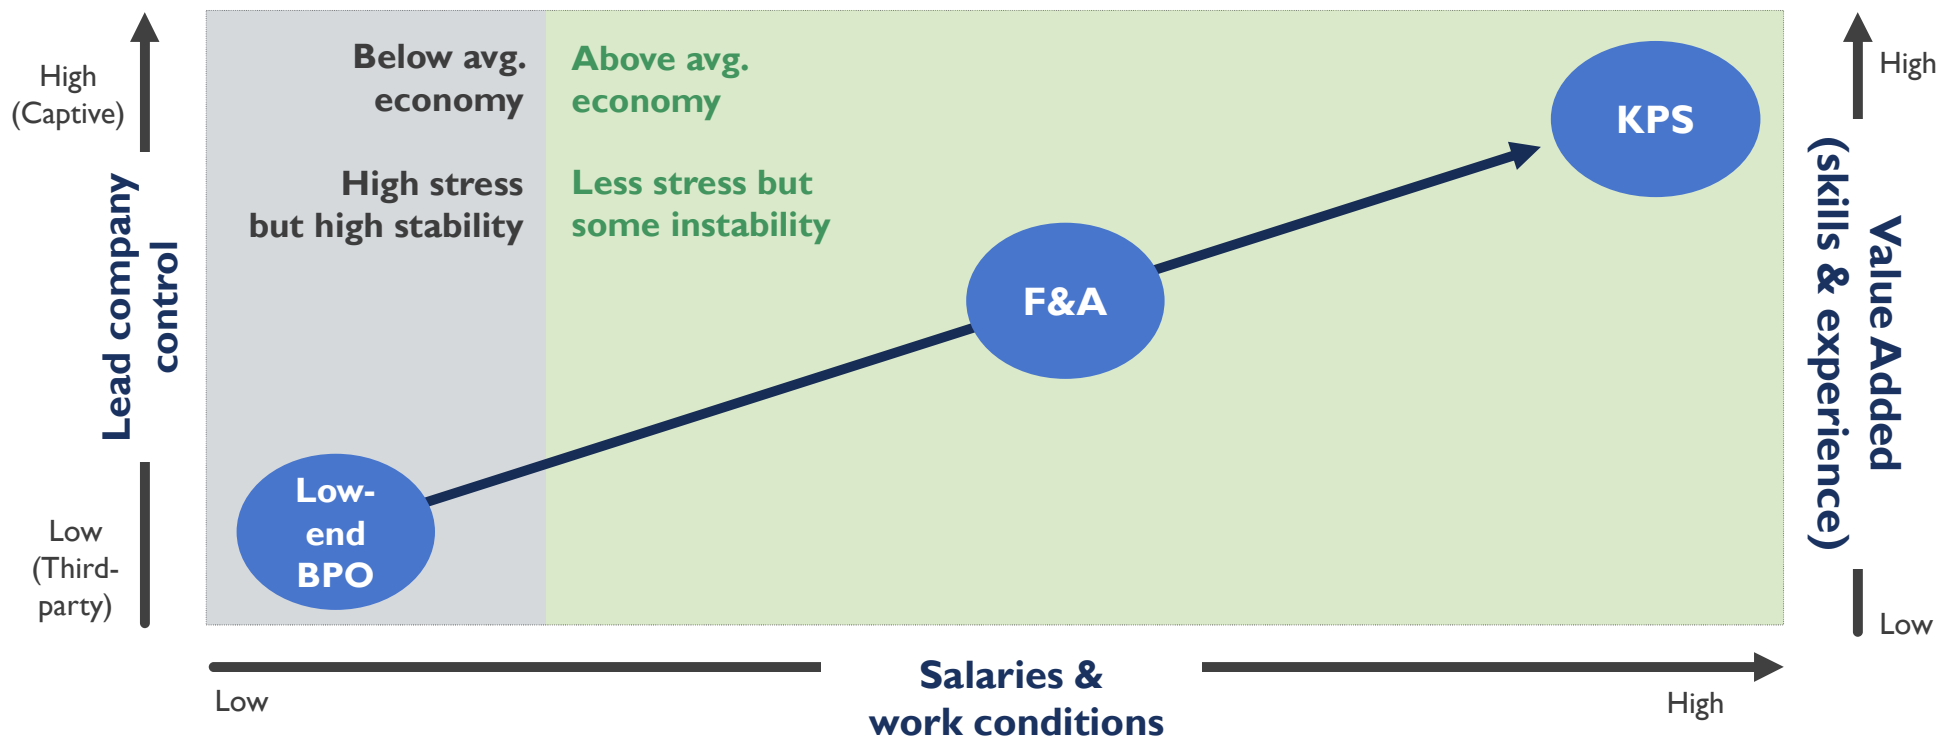 High
(Captive)
Lead company
control
Low
(Third-
party)
Below avg.
economy
High stress
but high stability
Above avg.
economy
Less stress but
some instability
Low-
end
BPO
F&A
KPS
High
Value Added
(skills & experience)
Low
Low
Salaries &
work conditions
High